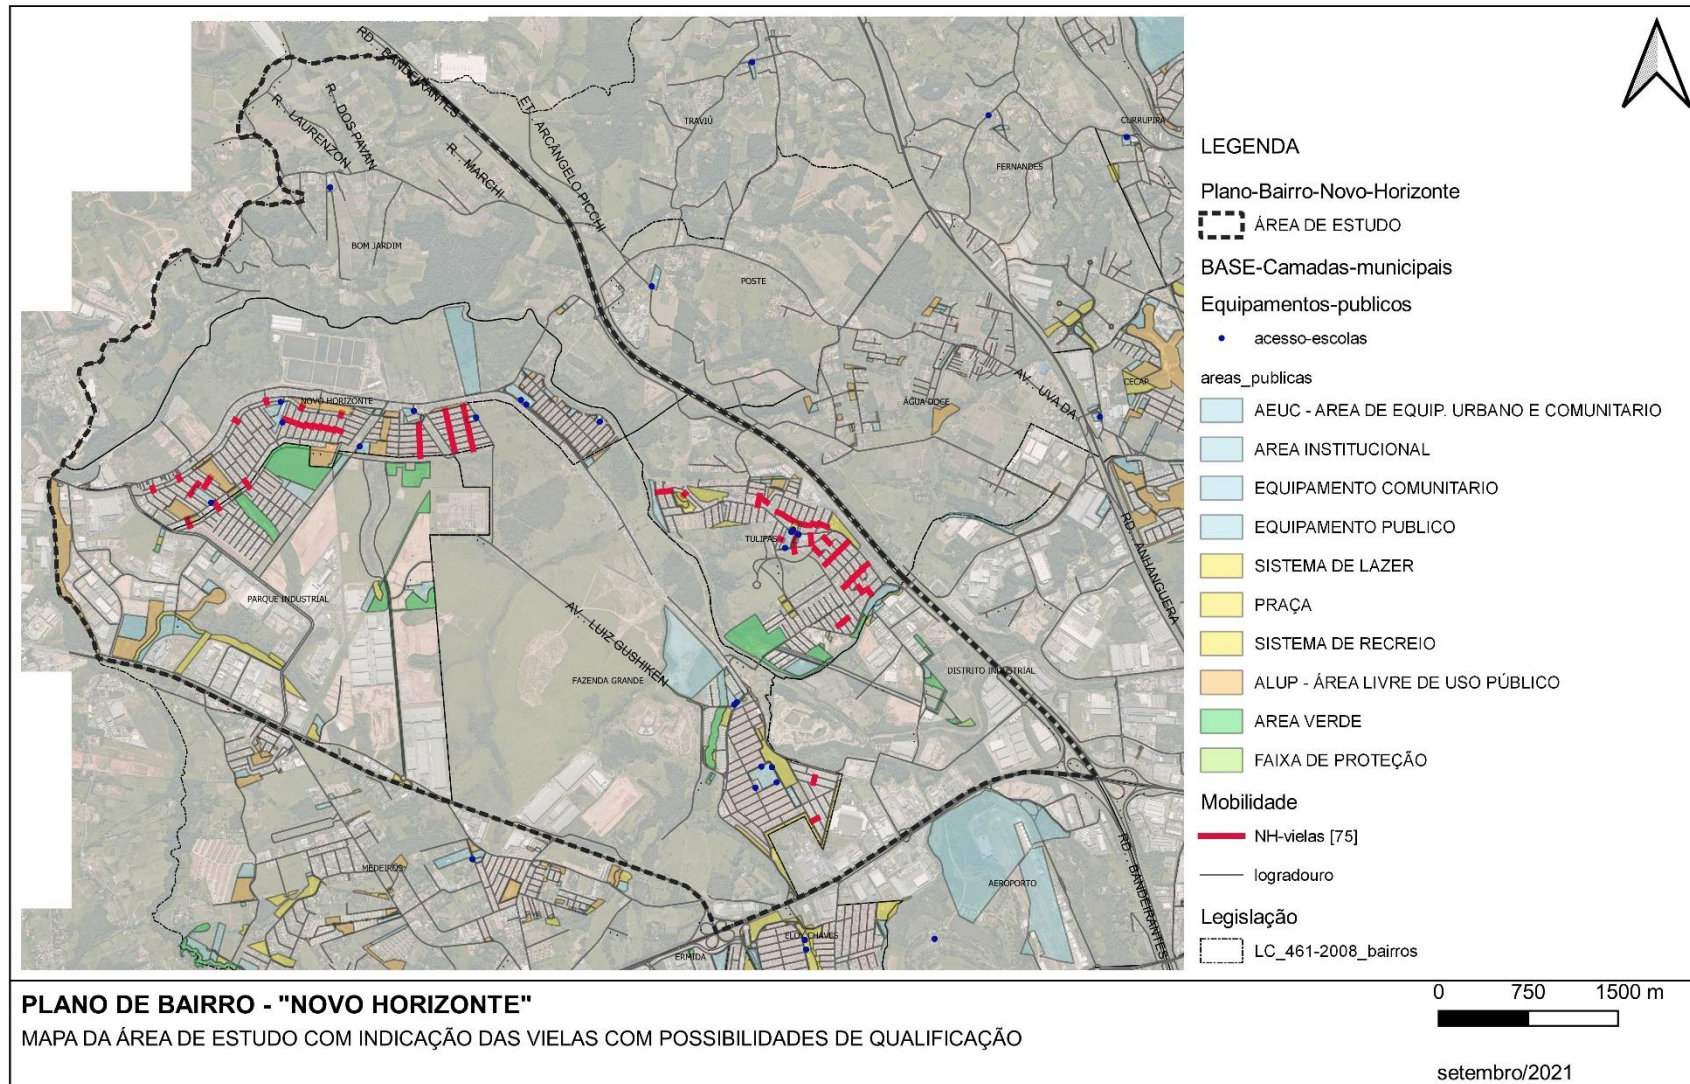 RD.. BANDEIRANTES
R.. DOS PAVAN
R.. LAURENZON
R.. MARCHI
ET.. ARCÂNGELO PICCHI
TRAVIÚ
FERNANDES
CURRUPIRA
BOM JARDIM
POSTE
NOVO HORIZONTE
ÁGUA DOCE
AV.. UVA DA
CECAP
RD.. ANHANGUERA
TULIPAS
PARQUE INDUSTRIAL
AV.. LUIZ GUSHIKEN
FAZENDA GRANDE
DISTRITO INDUSTRIAL
MEDEIROS
AEROPORTO
RD.. BANDEIRANTES
ELOY CHAVES
ERMIDA
LEGENDA
Plano-Bairro-Novo-Horizonte
ÁREA DE ESTUDO
BASE-Camadas-municipais
Equipamentos-publicos
acesso-escolas
areas_publicas
AEUC - AREA DE EQUIP. URBANO E COMUNITARIO
AREA INSTITUCIONAL
EQUIPAMENTO COMUNITARIO
EQUIPAMENTO PUBLICO
SISTEMA DE LAZER
PRAÇA
SISTEMA DE RECREIO
ALUP - ÁREA LIVRE DE USO PÚBLICO
AREA VERDE
FAIXA DE PROTEÇÃO
Mobilidade
NH-vielas [75]
logradouro
Legislação
LC_461-2008_bairros
PLANO DE BAIRRO - "NOVO HORIZONTE"
MAPA DA ÁREA DE ESTUDO COM INDICAÇÃO DAS VIELAS COM POSSIBILIDADES DE QUALIFICAÇÃO
0 750 1500 m
setembro/2021